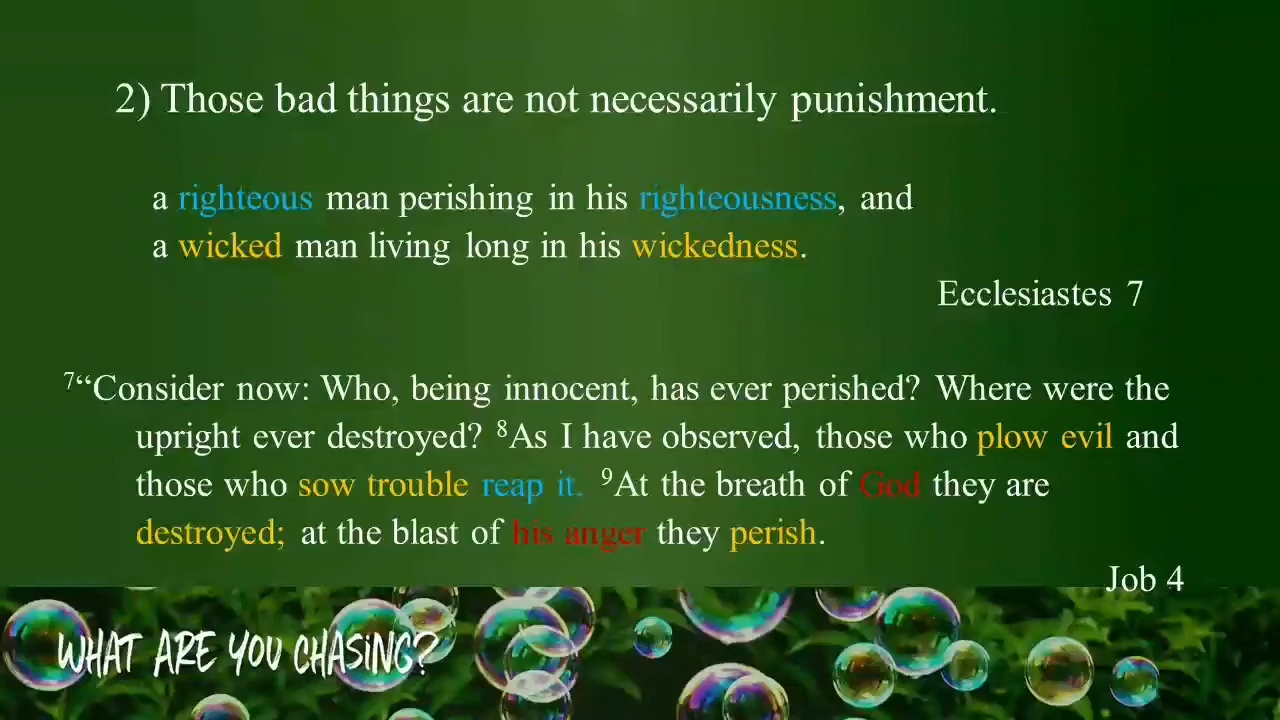 2) Those bad things are not necessarily punishment.
a righteous man perishing in his righteousness, and
a wicked man living long in his wickedness.
Ecclesiastes 7
7“Consider now: Who, being innocent, has ever perished? Where were the
upright ever destroyed? 8As I have observed, those who plow evil and
those who sow trouble reap it. 9At the breath of God they are
destroyed; at the blast of his anger they perish.
Job 4
WHAT ARE YOU CHASING?